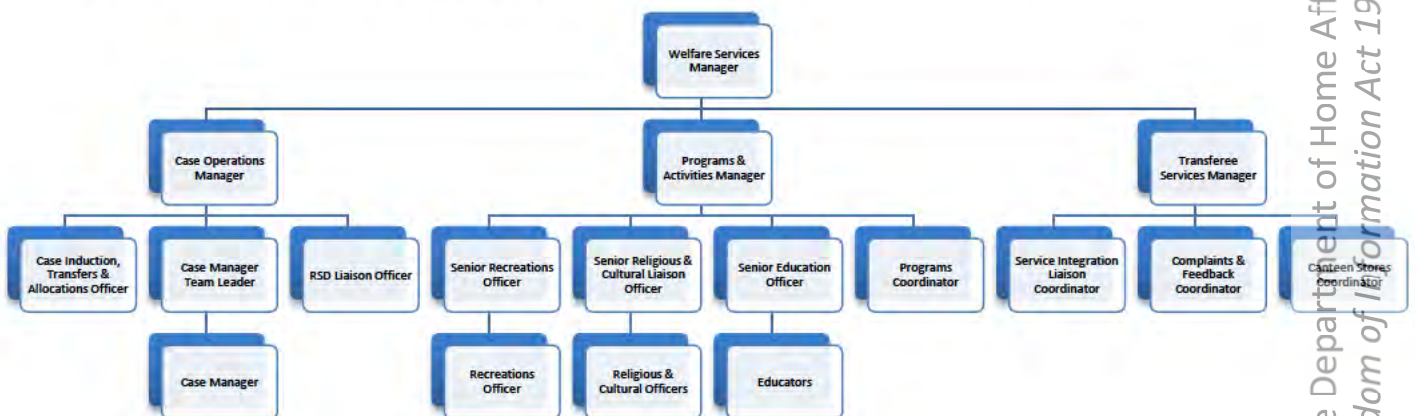 Welfare Services
Manager
Case Operations
Manager
Programs &
Activities Manager
Transferee
Services Manager
Case Induction,
Transfers &
Allocations Officer
Case Manager
Team Leader
RSD Liaison Officer
Senior Recreations
Officer
Senior Religious &
Cultural Liaison
Officer
Senior Education
Officer
Programs
Coordinator
Service Integration
Liaison
Coordinator
Complaints &
Feedback
Coordinator
Canteen Stores
Coordinator
Case Manager
Recreations
Officer
Religious &
Cultural Officers
Educators
Department of Home
of Information Act